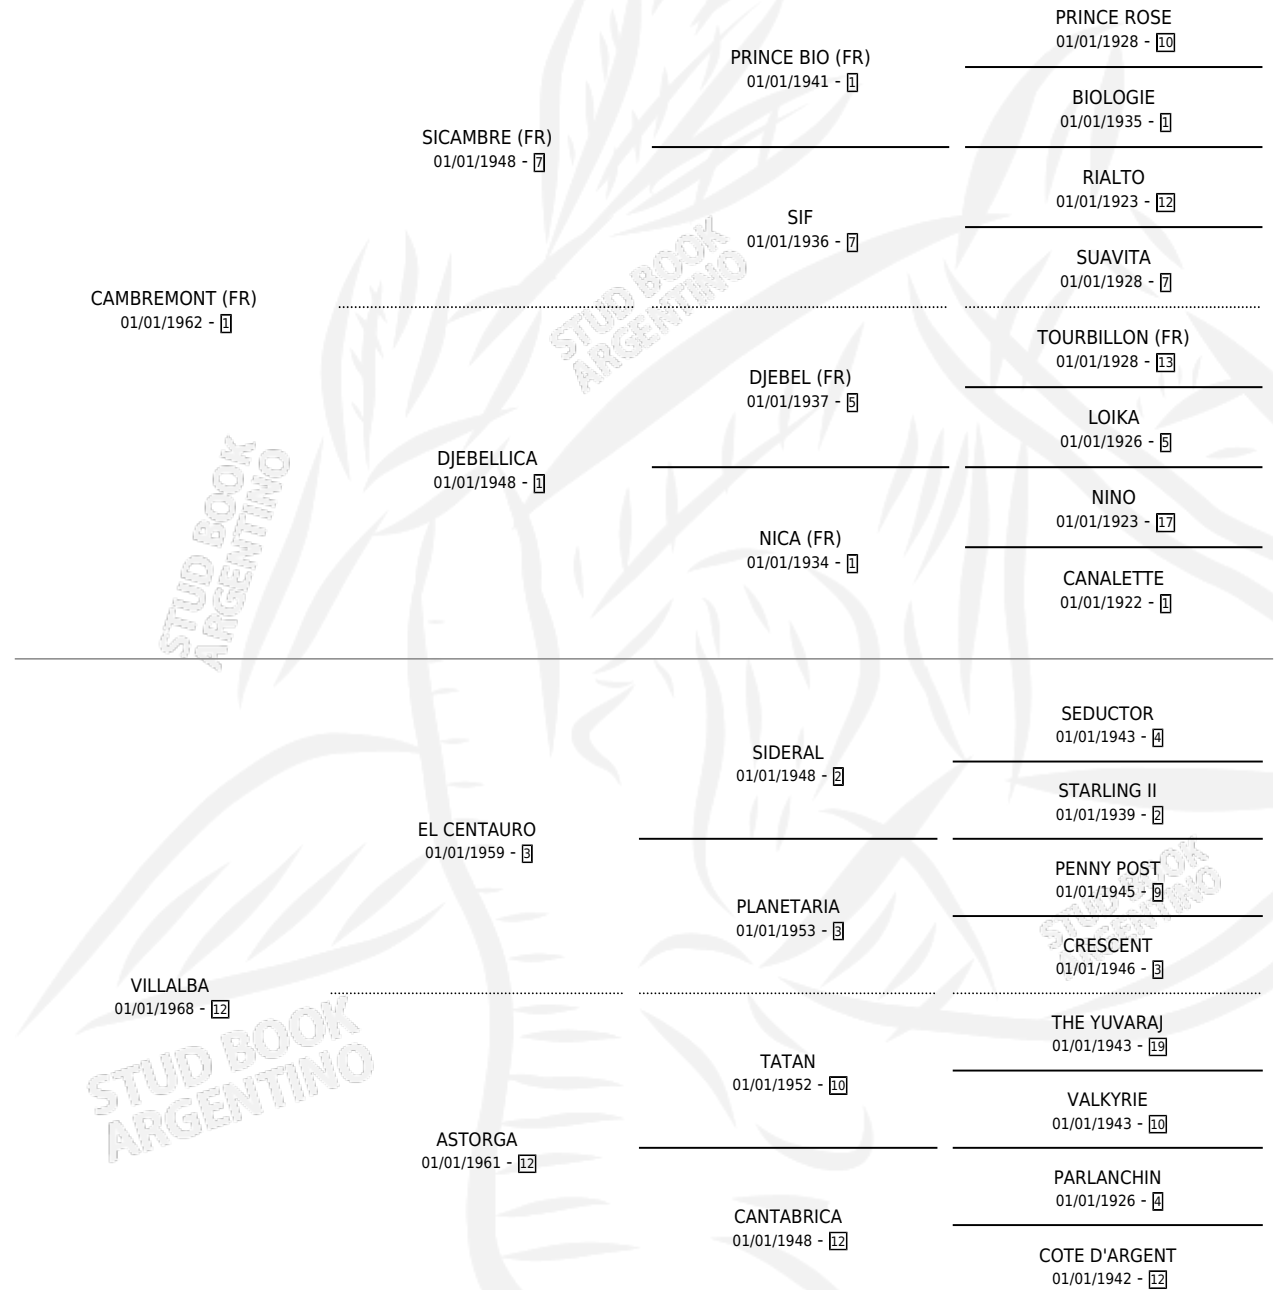 PRINCE ROSE
01/01/1928 - 10
PRINCE BIO (FR)
01/01/1941 - 1
BIOLOGIE
01/01/1935 - 1
SICAMBRE (FR)
01/01/1948 - 7
RIALTO
01/01/1923 - 12
SIF
01/01/1936 - 7
SUAVITA
01/01/1928 - 7
CAMBREMONT (FR)
01/01/1962 - 1
STUD BOOK
ARGENTINO
TOURBILLON (FR)
01/01/1928 - 13
DJEBEL (FR)
01/01/1937 - 5
LOIKA
01/01/1926 - 5
DJEBELLICA
01/01/1948 - 1
NINO
01/01/1923 - 17
NICA (FR)
01/01/1934 - 1
CANALETTE
01/01/1922 - 1
STUD BOOK
ARGENTINO
SEDUCTOR
01/01/1943 - 4
SIDERAL
01/01/1948 - 2
STARLING II
01/01/1939 - 2
EL CENTAURO
01/01/1959 - 3
PENNY POST
01/01/1945 - 9
PLANETARIA
01/01/1953 - 3
CRESCENT
01/01/1946 - 3
STUD BOOK
ARGENTINO
VILLALBA
01/01/1968 - 12
THE YUVARAJ
01/01/1943 - 19
TATAN
01/01/1952 - 10
VALKYRIE
01/01/1943 - 10
STUD BOOK
ARGENTINO
ASTORGA
01/01/1961 - 12
PARLANCHIN
01/01/1926 - 4
CANTABRICA
01/01/1948 - 12
COTE D'ARGENT
01/01/1942 - 12